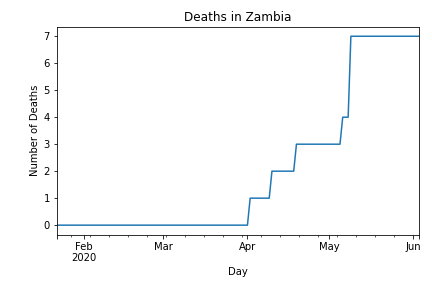 Deaths in Zambia
Number of Deaths
7
6
5
4
3
2
1
0
Feb
2020
Mar
Apr
May
Jun
Day